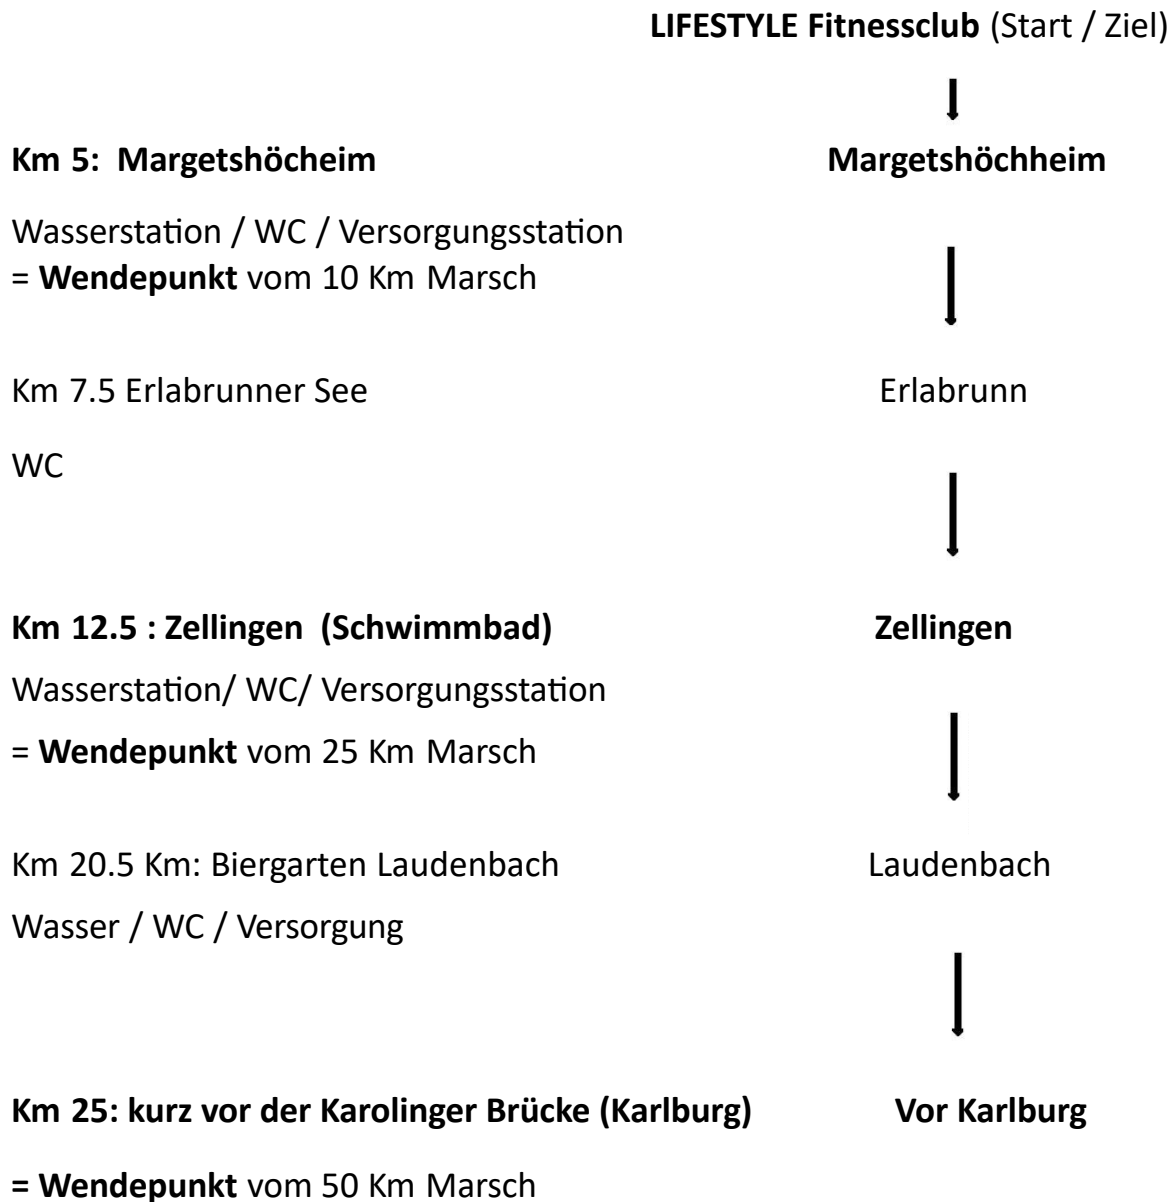 LIFESTYLE Fitnessclub (Start / Ziel)
Km 5: Margetshöcheim
Margetshöchheim
Wasserstation / WC / Versorgungsstation
= Wendepunkt vom 10 Km Marsch
Km 7.5 Erlabrunner See
Erlabrunn
WC
Km 12.5 : Zellingen (Schwimmbad)
Zellingen
Wasserstation/ WC/ Versorgungsstation
= Wendepunkt vom 25 Km Marsch
Km 20.5 Km: Biergarten Laudenbach
Laudenbach
Wasser / WC / Versorgung
Km 25: kurz vor der Karolinger Brücke (Karlburg)
Vor Karlburg
= Wendepunkt vom 50 Km Marsch